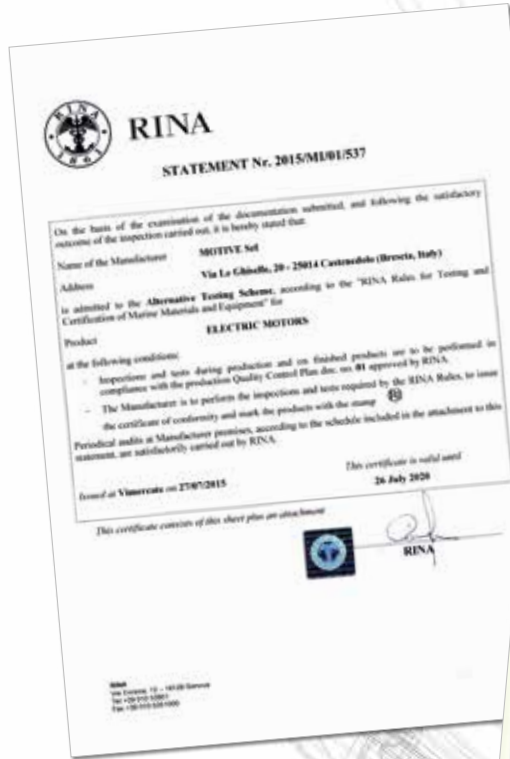 RINA 1861
RINA
STATEMENT Nr. 2015/MI/01/537
On the basis of the examination of the documentation submitted, and following the satisfactory
outcome of the inspection carried out, it is hereby stated that:
Name of the Manufacturer MOTIVE Srl
Address Via Le Ghiselle, 20 - 25014 Castenedolo (Brescia, Italy)
is admitted to the Alternative Testing Scheme, according to the "RINA Rules for Testing and
Certification of Marine Materials and Equipment" for
Product ELECTRIC MOTORS
at the following conditions:
- Inspections and tests during production and on finished products are to be performed in
compliance with the production Quality Control Plan doc. no. 01 approved by RINA.
- The Manufacturer is to perform the inspections and tests required by the RINA Rules, to issue
the certificate of conformity and mark the products with the stamp
Periodical audits at Manufacturer premises, according to the schedule included in the attachment to this
statement, are satisfactorily carried out by RINA.
Issued at Vimercate on 27/07/2015
This certificate is valid until
26 July 2020
This certificate consists of this sheet plus an attachment
RINA
RINA